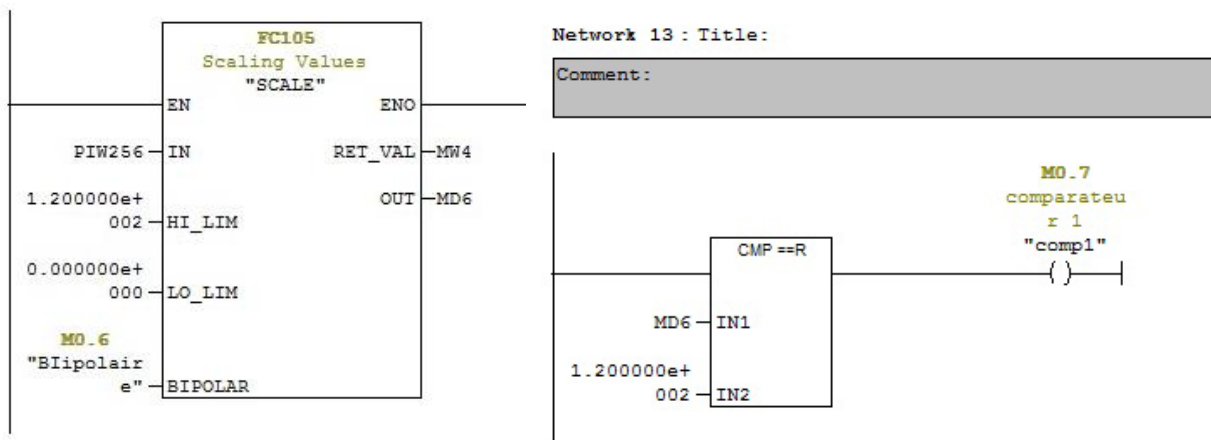 FC105
Scaling Values
"SCALE"
EN ENO
PIW256 IN RET_VAL MW4
1.200000e+ OUT MD6
002 HI_LIM
0.000000e+
000 LO_LIM
M0.6
"BIipolair
e" BIPOLAR
Network 13 : Title:
Comment:
M0.7
comparateu
r 1
"comp1"
CMP ==R
( )
MD6 IN1
1.200000e+
002 IN2